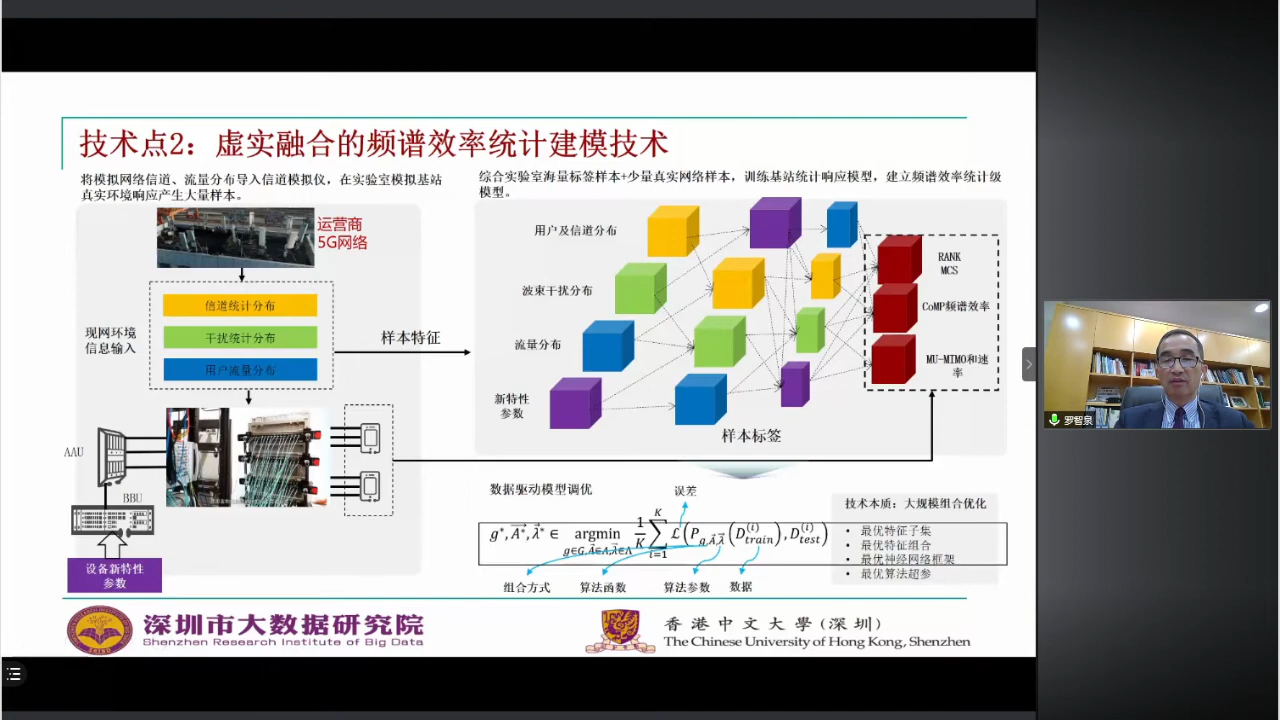 技术点2：虚实融合的频谱效率统计建模技术
将模拟网络信道、流量分布导入信道模拟仪，在实验室模拟基站
真实环境响应产生大量样本。
运营商
5G网络
现网环境
信息输入
信道统计分布
干扰统计分布
用户流量分布
样本特征
AAU
BBU
设备新特性
参数
综合实验室海量标签样本+少量真实网络样本，训练基站统计响应模型，建立频谱效率统计级
模型。
用户及信道分布
波束干扰分布
流量分布
新特性
参数
RANK
MCS
CoMP频谱效率
MU-MIMO和速
率
样本标签
数据驱动模型调优
误差
g*, A⃗*, λ⃗* ∈ argmin_{g∈G,A⃗∈Λ,λ⃗∈Λ} 1/K ∑_{i=1}^{K} ℒ(P_{g,A⃗,λ⃗}(D_{train}^{(i)}), D_{test}^{(i)})
组合方式 算法函数 算法参数 数据
技术本质：大规模组合优化
• 最优特征子集
• 最优特征组合
• 最优神经网络框架
• 最优算法超参
深圳市大数据研究院
Shenzhen Research Institute of Big Data
香港中文大學（深圳）
The Chinese University of Hong Kong, Shenzhen
罗智泉